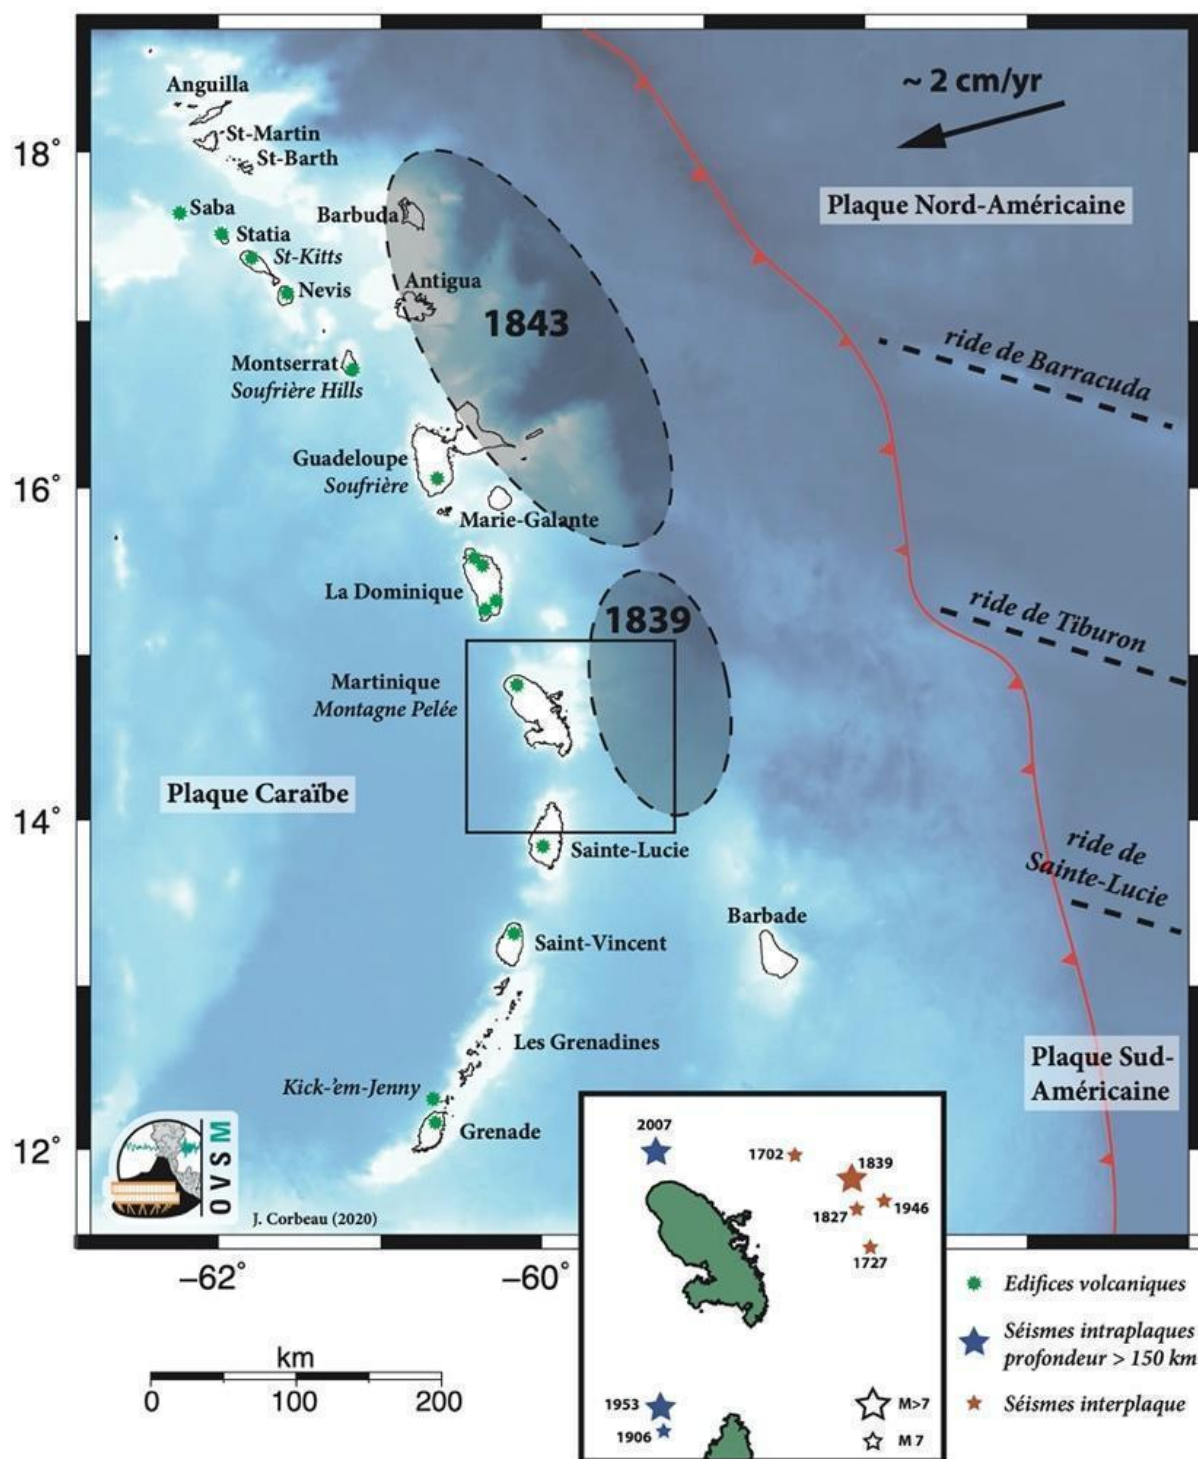 Anguilla
~ 2 cm/yr
18°
St-Martin
St-Barth
Plaque Nord-Américaine
Saba
Barbuda
Statia
St-Kitts
Antigua
Nevis
1843
ride de Barracuda
Montserrat
Soufrière Hills
Guadeloupe
Soufrière
16°
Marie-Galante
La Dominique
1839
ride de Tiburon
Martinique
Montagne Pelée
Plaque Caraïbe
14°
Sainte-Lucie
ride de
Sainte-Lucie
Barbade
Saint-Vincent
Les Grenadines
Plaque Sud-
Américaine
Kick-'em-Jenny
Grenade
12°
OVSM
J. Corbeau (2020)
−62°
−60°
2007
1702
1839
1827
1946
1727
1953
1906
M>7
M 7
Edifices volcaniques
Séismes intraplaques
profondeur > 150 km
Séismes interplaque
km
0 100 200